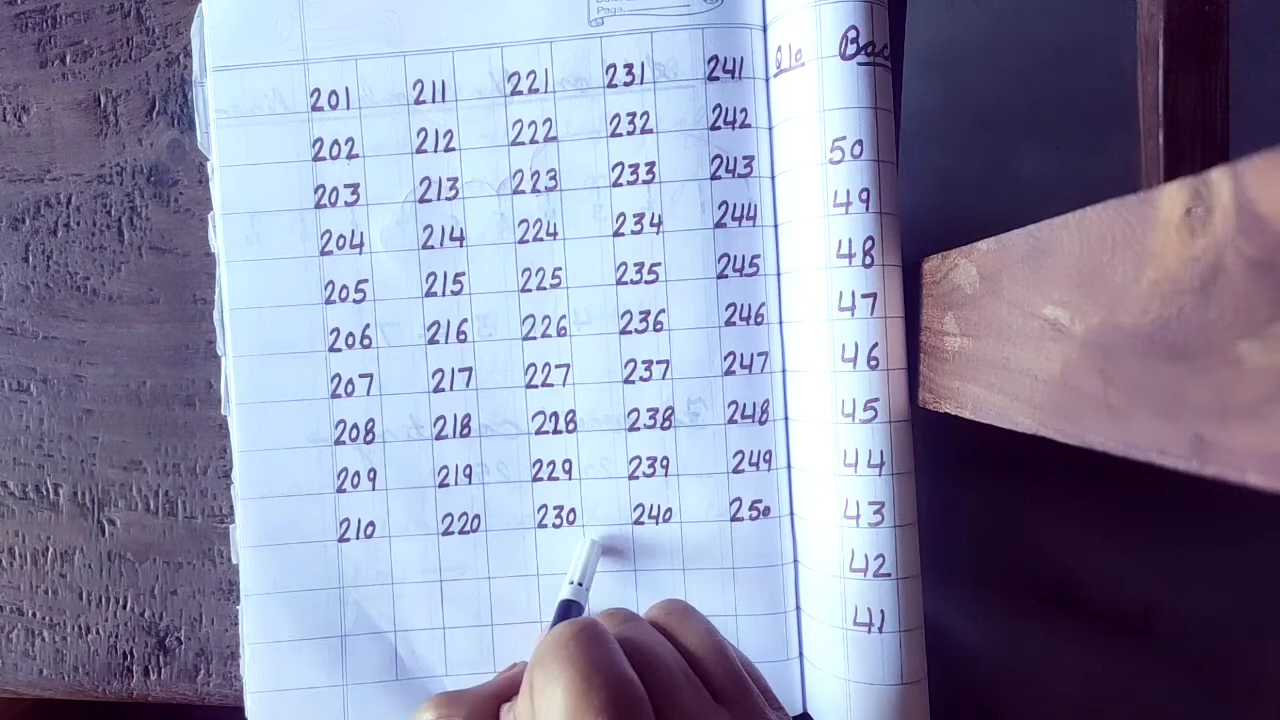 Page
201 211 221 231 241
202 212 222 232 242
203 213 223 233 243
204 214 224 234 244
205 215 225 235 245
206 216 226 236 246
207 217 227 237 247
208 218 228 238 248
209 219 229 239 249
210 220 230 240 250
Q10 Bac
50
49
48
47
46
45
44
43
42
41